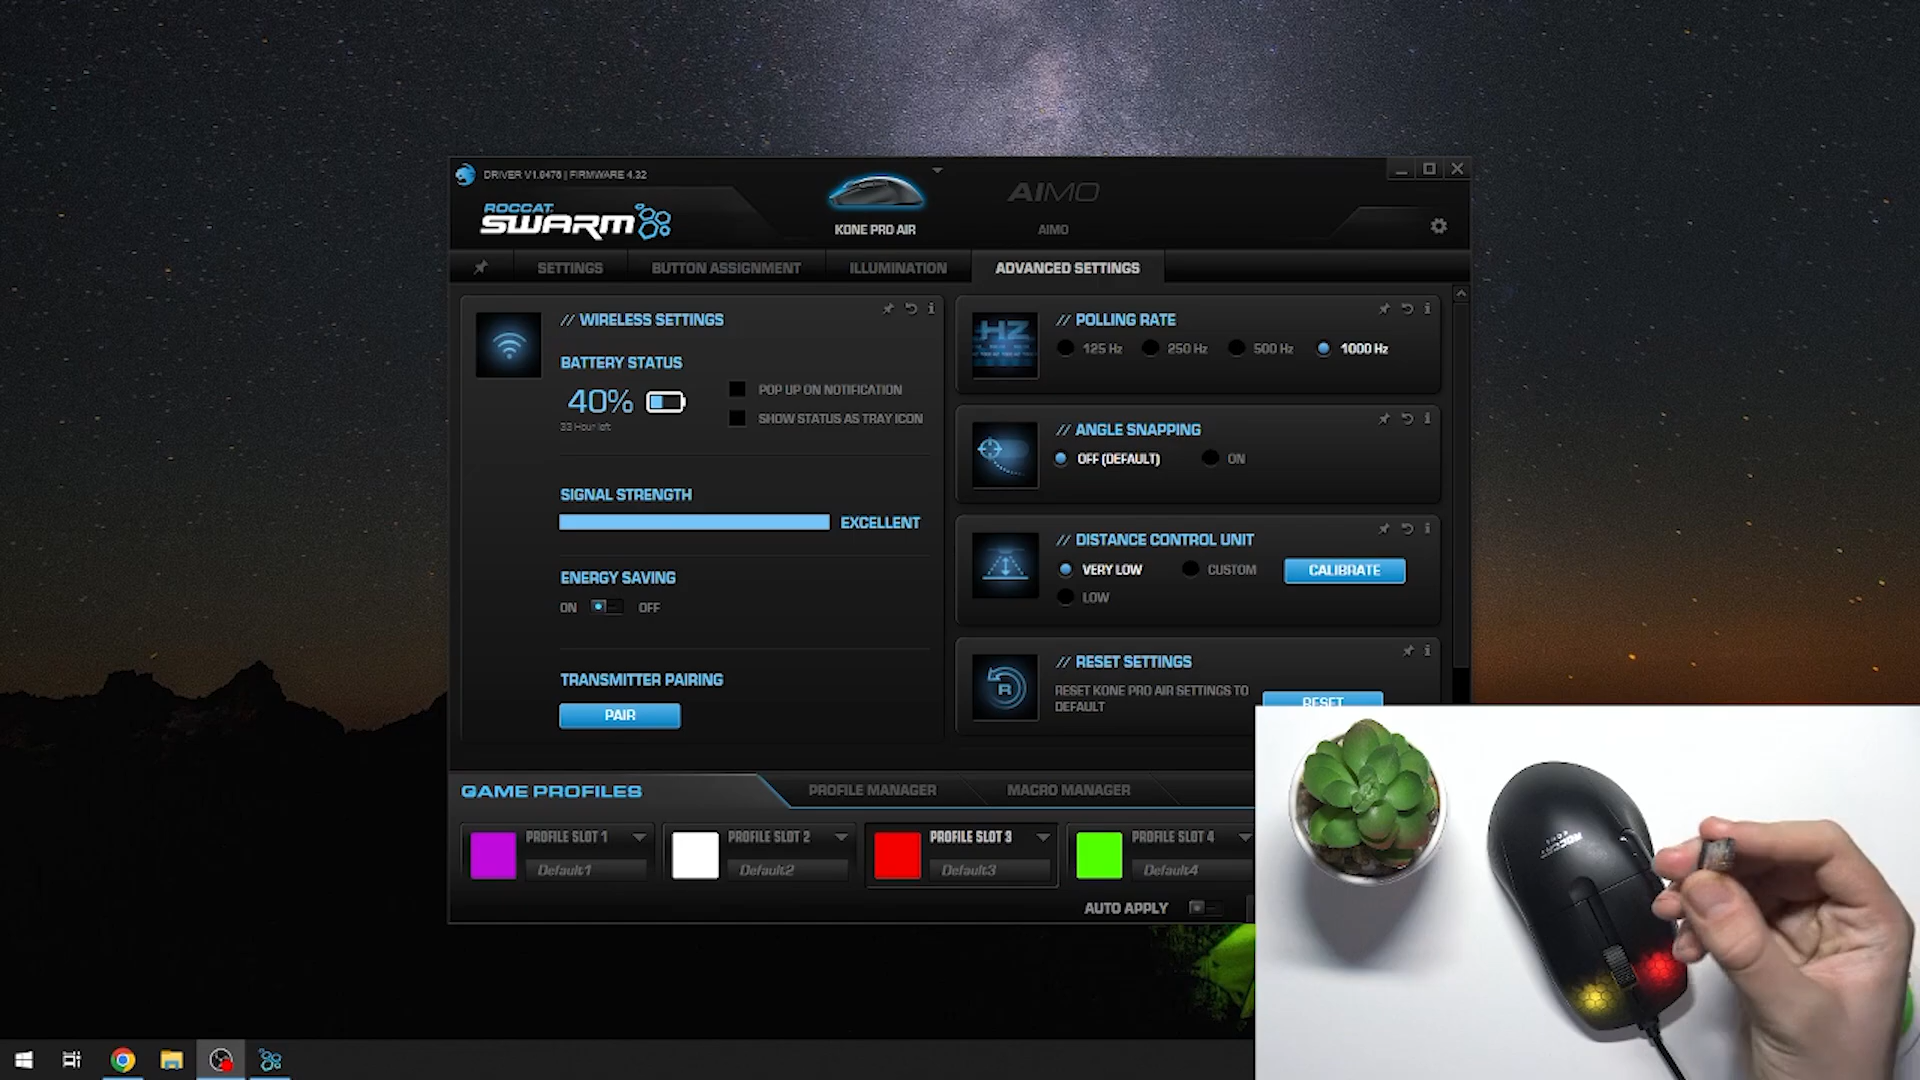 DRIVER V1.0476 | FIRMWARE 4.32
ROCCAT
SWARM
KONE PRO AIR
AIMO
AIMO
SETTINGS
BUTTON ASSIGNMENT
ILLUMINATION
ADVANCED SETTINGS
// WIRELESS SETTINGS
BATTERY STATUS
40%
33 Hour left
POP UP ON NOTIFICATION
SHOW STATUS AS TRAY ICON
SIGNAL STRENGTH
EXCELLENT
ENERGY SAVING
ON OFF
TRANSMITTER PAIRING
PAIR
HZ
// POLLING RATE
125 Hz 250 Hz 500 Hz 1000 Hz
// ANGLE SNAPPING
OFF (DEFAULT) ON
// DISTANCE CONTROL UNIT
VERY LOW CUSTOM
CALIBRATE
LOW
R
// RESET SETTINGS
RESET KONE PRO AIR SETTINGS TO
DEFAULT
RESET
GAME PROFILES
PROFILE MANAGER
MACRO MANAGER
PROFILE SLOT 1
Default1
PROFILE SLOT 2
Default2
PROFILE SLOT 3
Default3
PROFILE SLOT 4
Default4
AUTO APPLY
ROCCAT